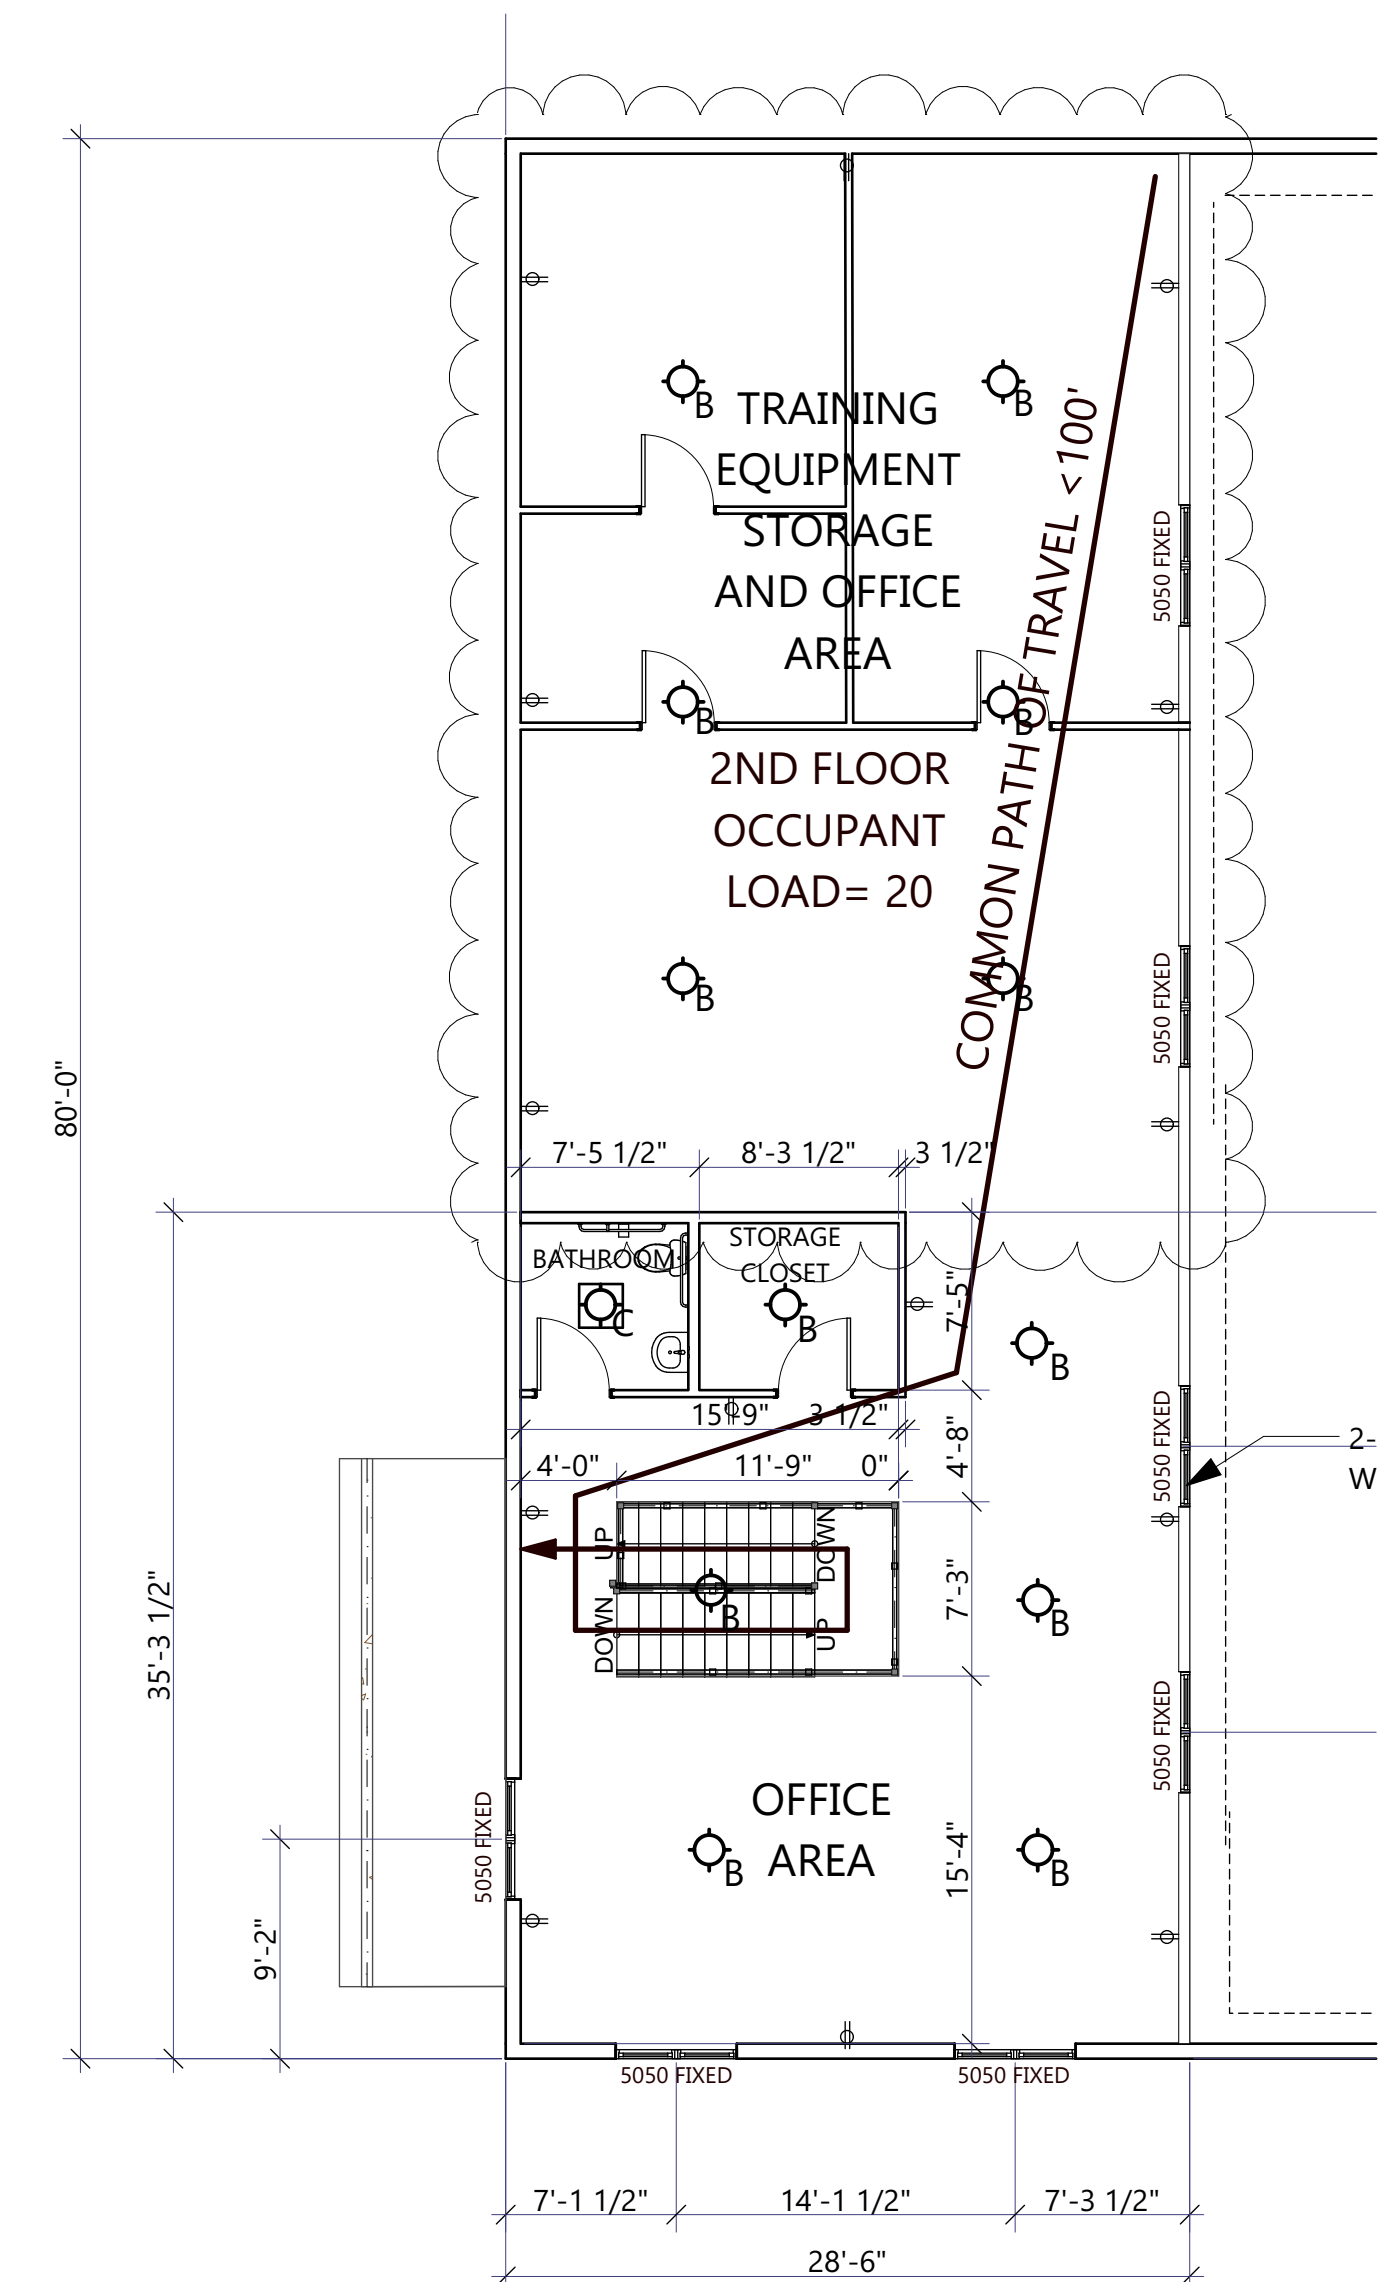 B
B
TRAINING
EQUIPMENT
STORAGE
AND OFFICE
AREA
COMMON PATH OF TRAVEL <100'
5050 FIXED
B
B
2ND FLOOR
OCCUPANT
LOAD= 20
B
B
5050 FIXED
80'-0"
7'-5 1/2"
8'-3 1/2"
3 1/2"
BATHROOM
STORAGE
CLOSET
C
B
7'-5"
B
15'-9"
3 1/2"
4'-0"
11'-9"
0"
4'-8"
5050 FIXED
2-
W
UP
DOWN
B
DOWN
UP
7'-3"
B
35'-3 1/2"
5050 FIXED
OFFICE
AREA
B
B
15'-4"
5050 FIXED
9'-2"
5050 FIXED
5050 FIXED
7'-1 1/2"
14'-1 1/2"
7'-3 1/2"
28'-6"